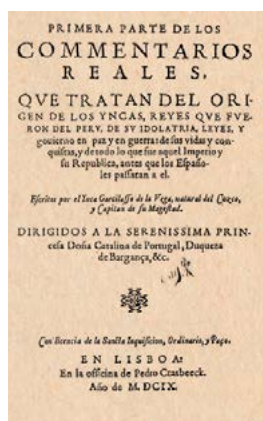 PRIMERA PARTE DE LOS
COMMENTARIOS
REALES,
QVE TRATAN DEL ORI-
GEN DE LOS YNCAS, REYES QVE FVE-
RON DEL PERV, DE SV IDOLATRIA, LEYES, Y
gouierno en paz y en guerra: de sus vidas y con-
quistas, y de todo lo que fue aquel Imperio y
su Republica, antes que los Españo-
les passaran a el.
Escritos por el Ynca Garcilasso de la Vega, natural del Cozco,
y Capitan de su Magestad.
DIRIGIDOS A LA SERENISSIMA PRIN-
cesa Doña Catalina de Portugal, Duqueza
de Bargança, &c.
Con licencia de la Sancta Inquisicion, Ordinario, y Paço.
EN LISBOA:
En la officina de Pedro Crasbeeck.
Año de M. DCIX.